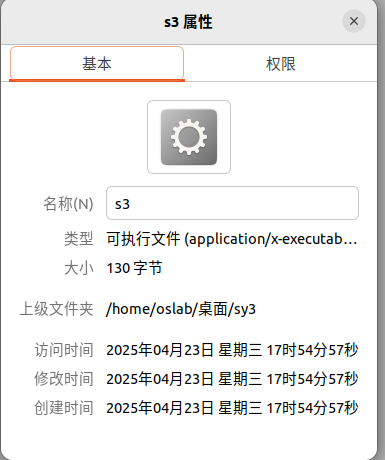 s3 属性
基本 权限
名称(N) s3
类型 可执行文件 (application/x-executab…
大小 130 字节
上级文件夹 /home/oslab/桌面/sy3
访问时间 2025年04月23日 星期三 17时54分57秒
修改时间 2025年04月23日 星期三 17时54分57秒
创建时间 2025年04月23日 星期三 17时54分57秒